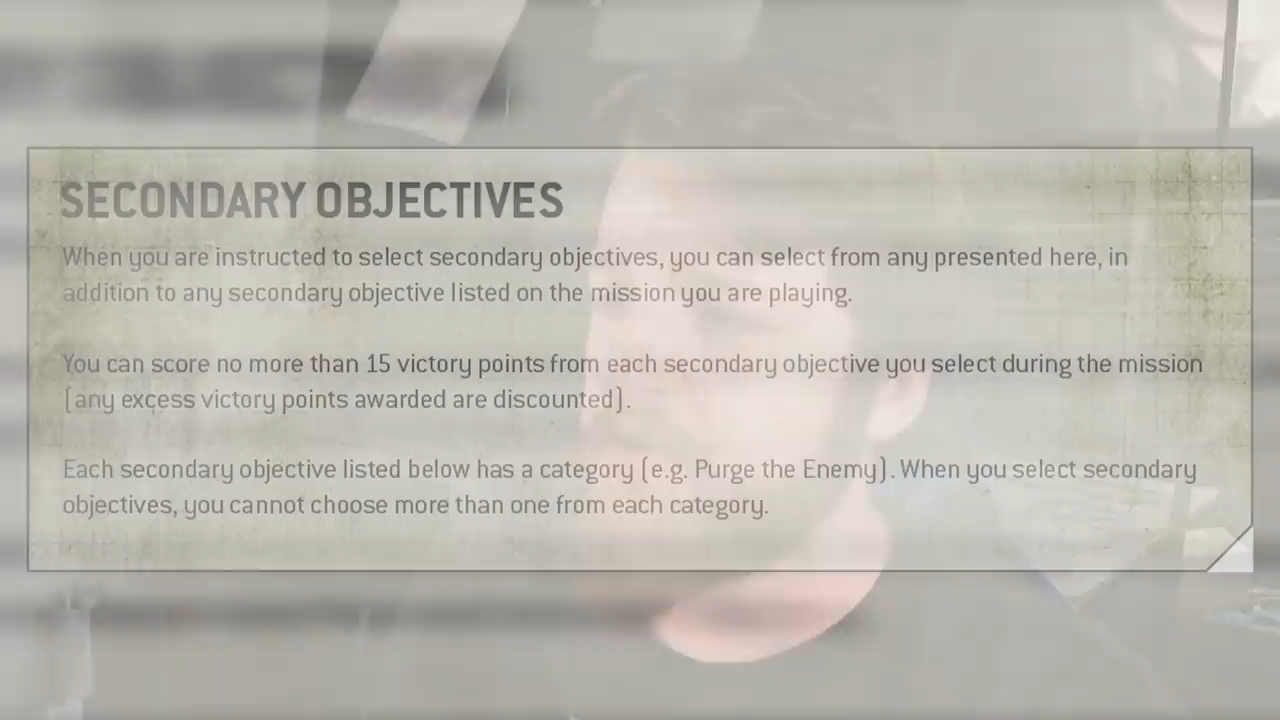 SECONDARY OBJECTIVES
When you are instructed to select secondary objectives, you can select from any presented here, in
addition to any secondary objective listed on the mission you are playing.
You can score no more than 15 victory points from each secondary objective you select during the mission
(any excess victory points awarded are discounted).
Each secondary objective listed below has a category (e.g. Purge the Enemy). When you select secondary
objectives, you cannot choose more than one from each category.